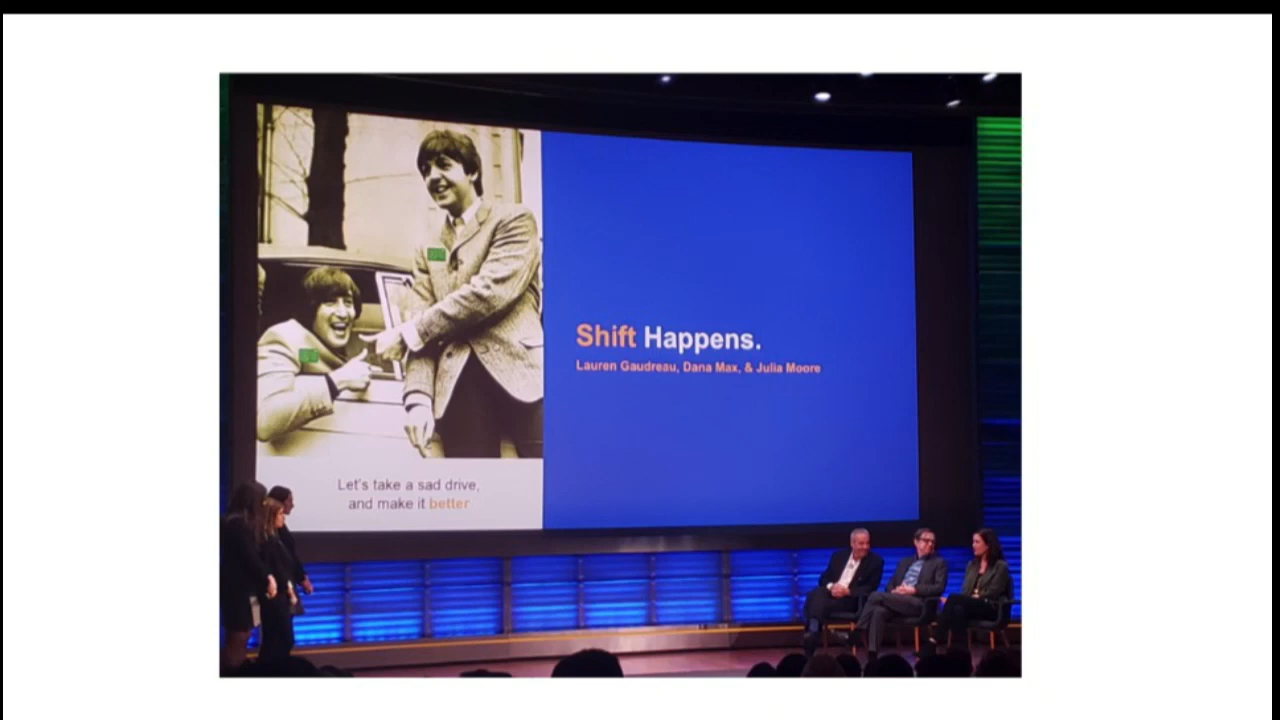 Shift Happens.
Lauren Gaudreau, Dana Max, & Julia Moore
Let's take a sad drive,
and make it better